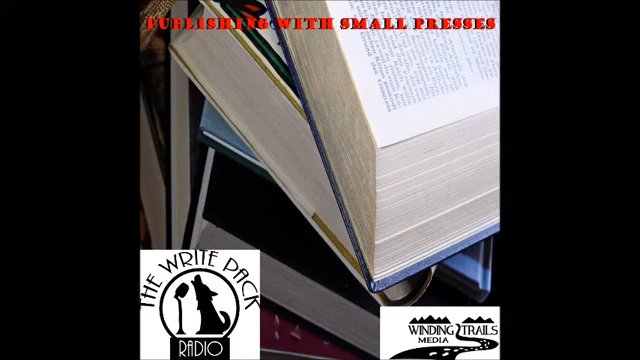 PUBLISHING WITH SMALL PRESSES
THE WRITE PACK
RADIO
WINDING TRAILS
MEDIA